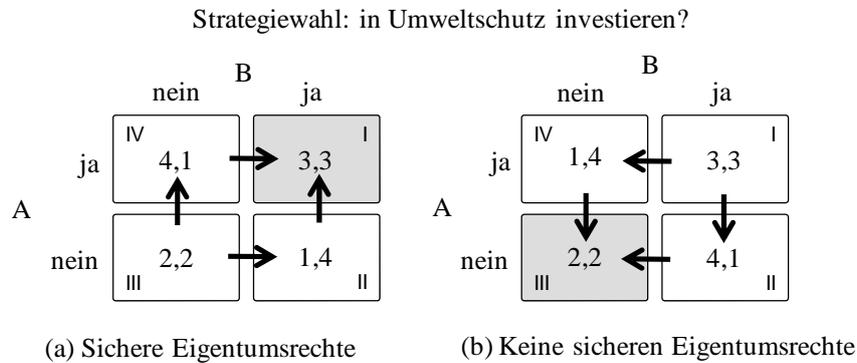 Strategiewahl: in Umweltschutz investieren?
B
nein ja
A
ja
nein
IV
4,1
I
3,3
2,2
III
1,4
II
(a) Sichere Eigentumsrechte
B
nein ja
A
ja
nein
IV
1,4
I
3,3
2,2
III
4,1
II
(b) Keine sicheren Eigentumsrechte